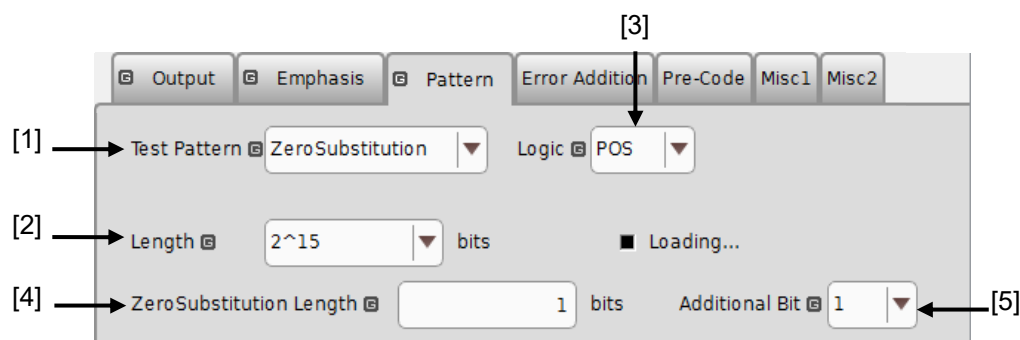 [3]
G Output G Emphasis G Pattern Error Addition Pre-Code Misc1 Misc2
[1] Test Pattern G ZeroSubstitution Logic G POS
[2] Length G 2^15 bits Loading...
[4] ZeroSubstitution Length G 1 bits Additional Bit G 1 [5]